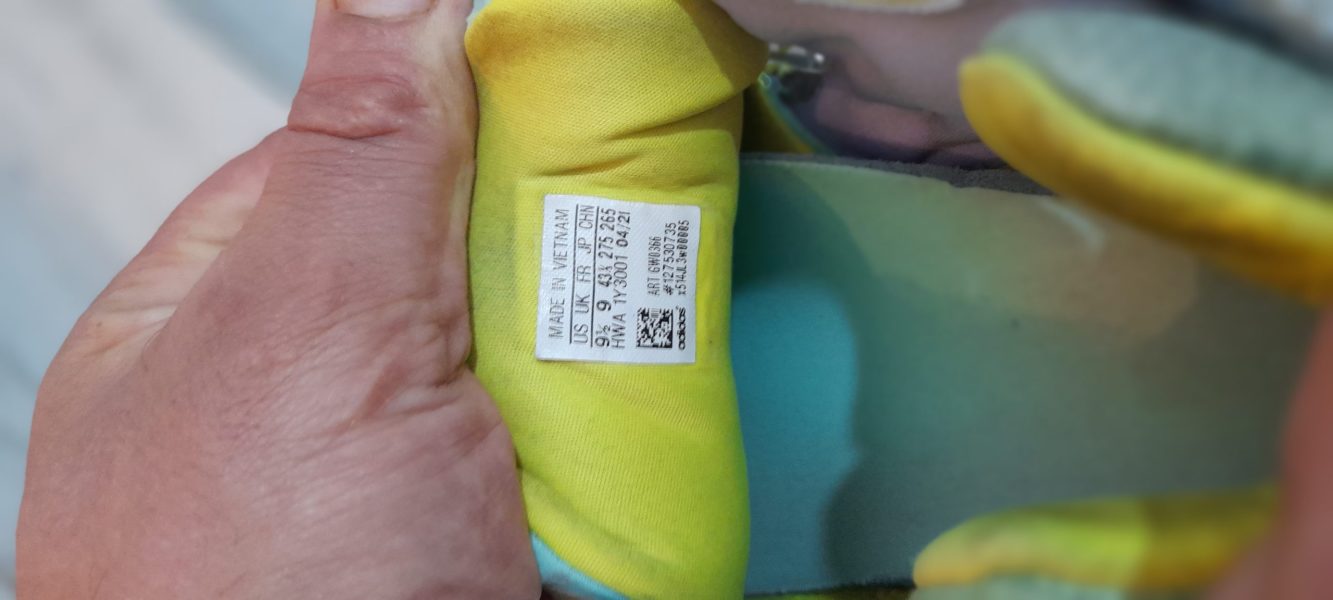 MADE IN VIETNAM
US UK FR JP CHN
9½ 9 43⅓ 275 265
HWA 1Y3001 04/21
ART GW0366
#127530735
adidas